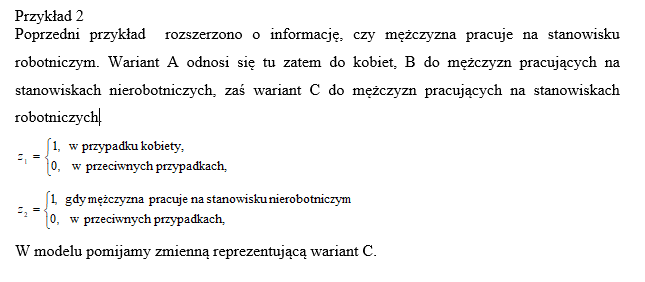 Przykład 2
Poprzedni przykład rozszerzono o informację, czy mężczyzna pracuje na stanowisku
robotniczym. Wariant A odnosi się tu zatem do kobiet, B do mężczyzn pracujących na
stanowiskach nierobotniczych, zaś wariant C do mężczyzn pracujących na stanowiskach
robotniczych
z₁ = {1, w przypadku kobiety,
0, w przeciwnych przypadkach,
z₂ = {1, gdy mężczyzna pracuje na stanowisku nierobotniczym
0, w przeciwnych przypadkach,
W modelu pomijamy zmienną reprezentującą wariant C.